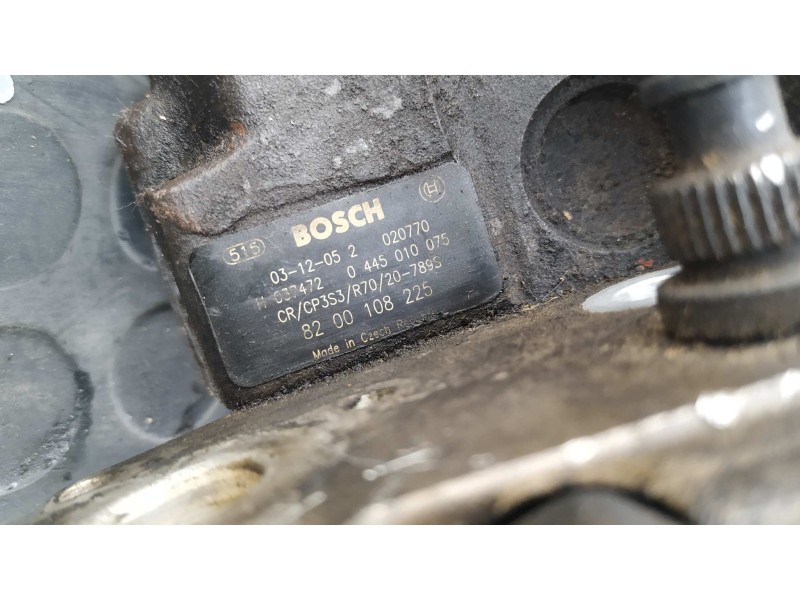 515 BOSCH
03-12-05 2 020770
0 445 010 075
CR/CP3S3/R70/20-789S
82 00 108 225
Made in Czech